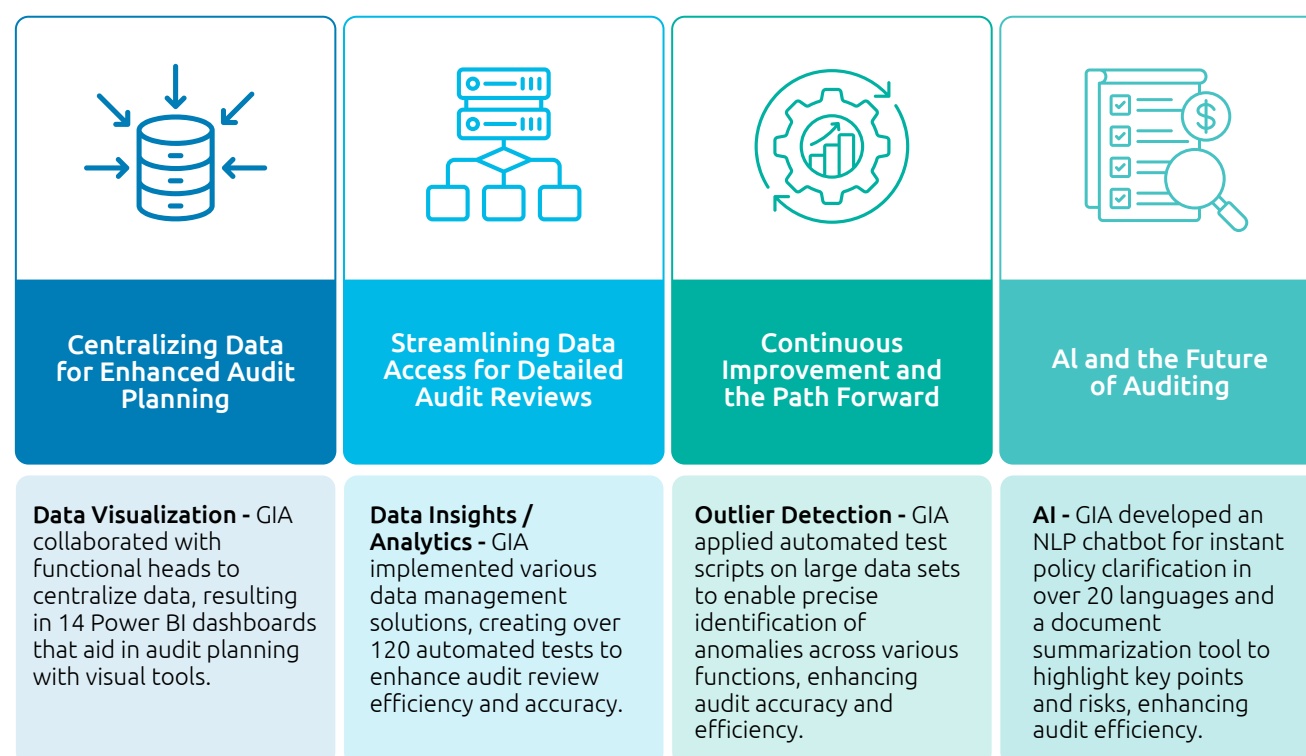 Centralizing Data
for Enhanced Audit
Planning
Streamlining Data
Access for Detailed
Audit Reviews
Continuous
Improvement and
the Path Forward
AI and the Future
of Auditing
Data Visualization - GIA
collaborated with
functional heads to
centralize data, resulting
in 14 Power BI dashboards
that aid in audit planning
with visual tools.
Data Insights /
Analytics - GIA
implemented various
data management
solutions, creating over
120 automated tests to
enhance audit review
efficiency and accuracy.
Outlier Detection - GIA
applied automated test
scripts on large data sets
to enable precise
identification of
anomalies across various
functions, enhancing
audit accuracy and
efficiency.
AI - GIA developed an
NLP chatbot for instant
policy clarification in
over 20 languages and
a document
summarization tool to
highlight key points
and risks, enhancing
audit efficiency.